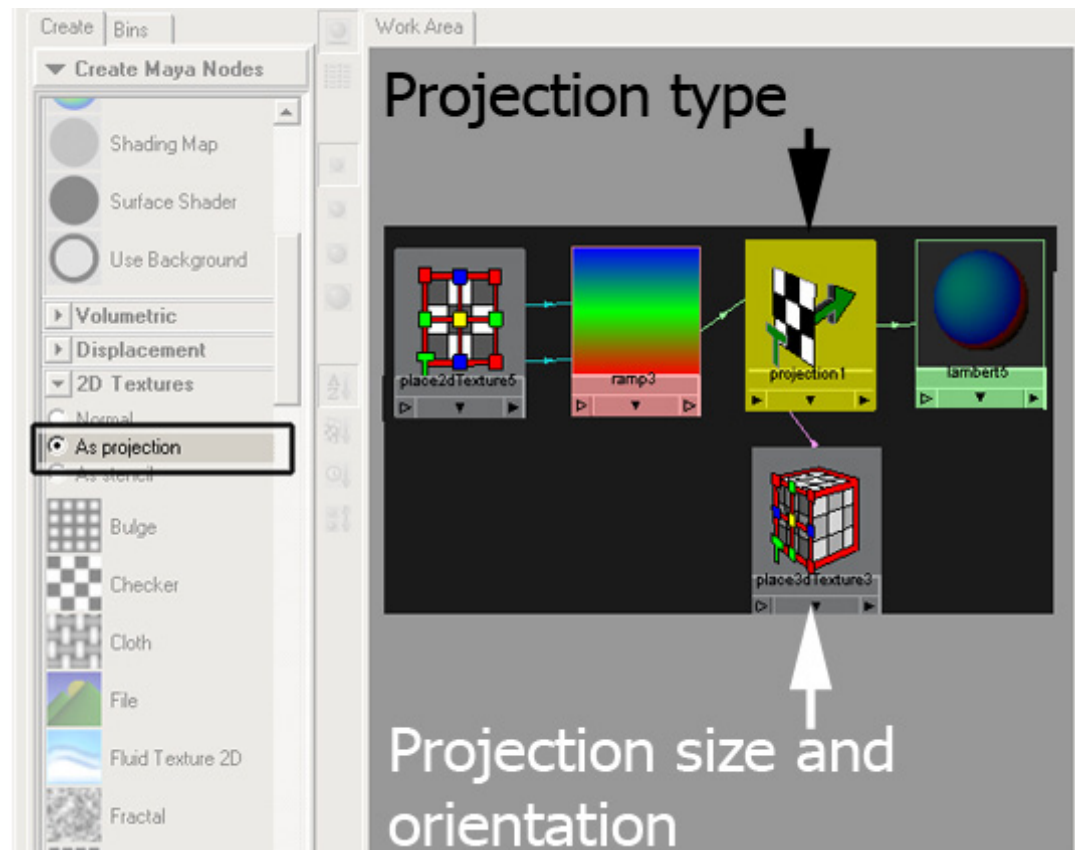 Create
Bins
Work Area
Create Maya Nodes
Shading Map
Surface Shader
Use Background
Volumetric
Displacement
2D Textures
Normal
As projection
As stencil
Bulge
Checker
Cloth
File
Fluid Texture 2D
Fractal
Projection type
place2dTexture5
ramp3
projection1
lambert5
place3dTexture3
Projection size and
orientation